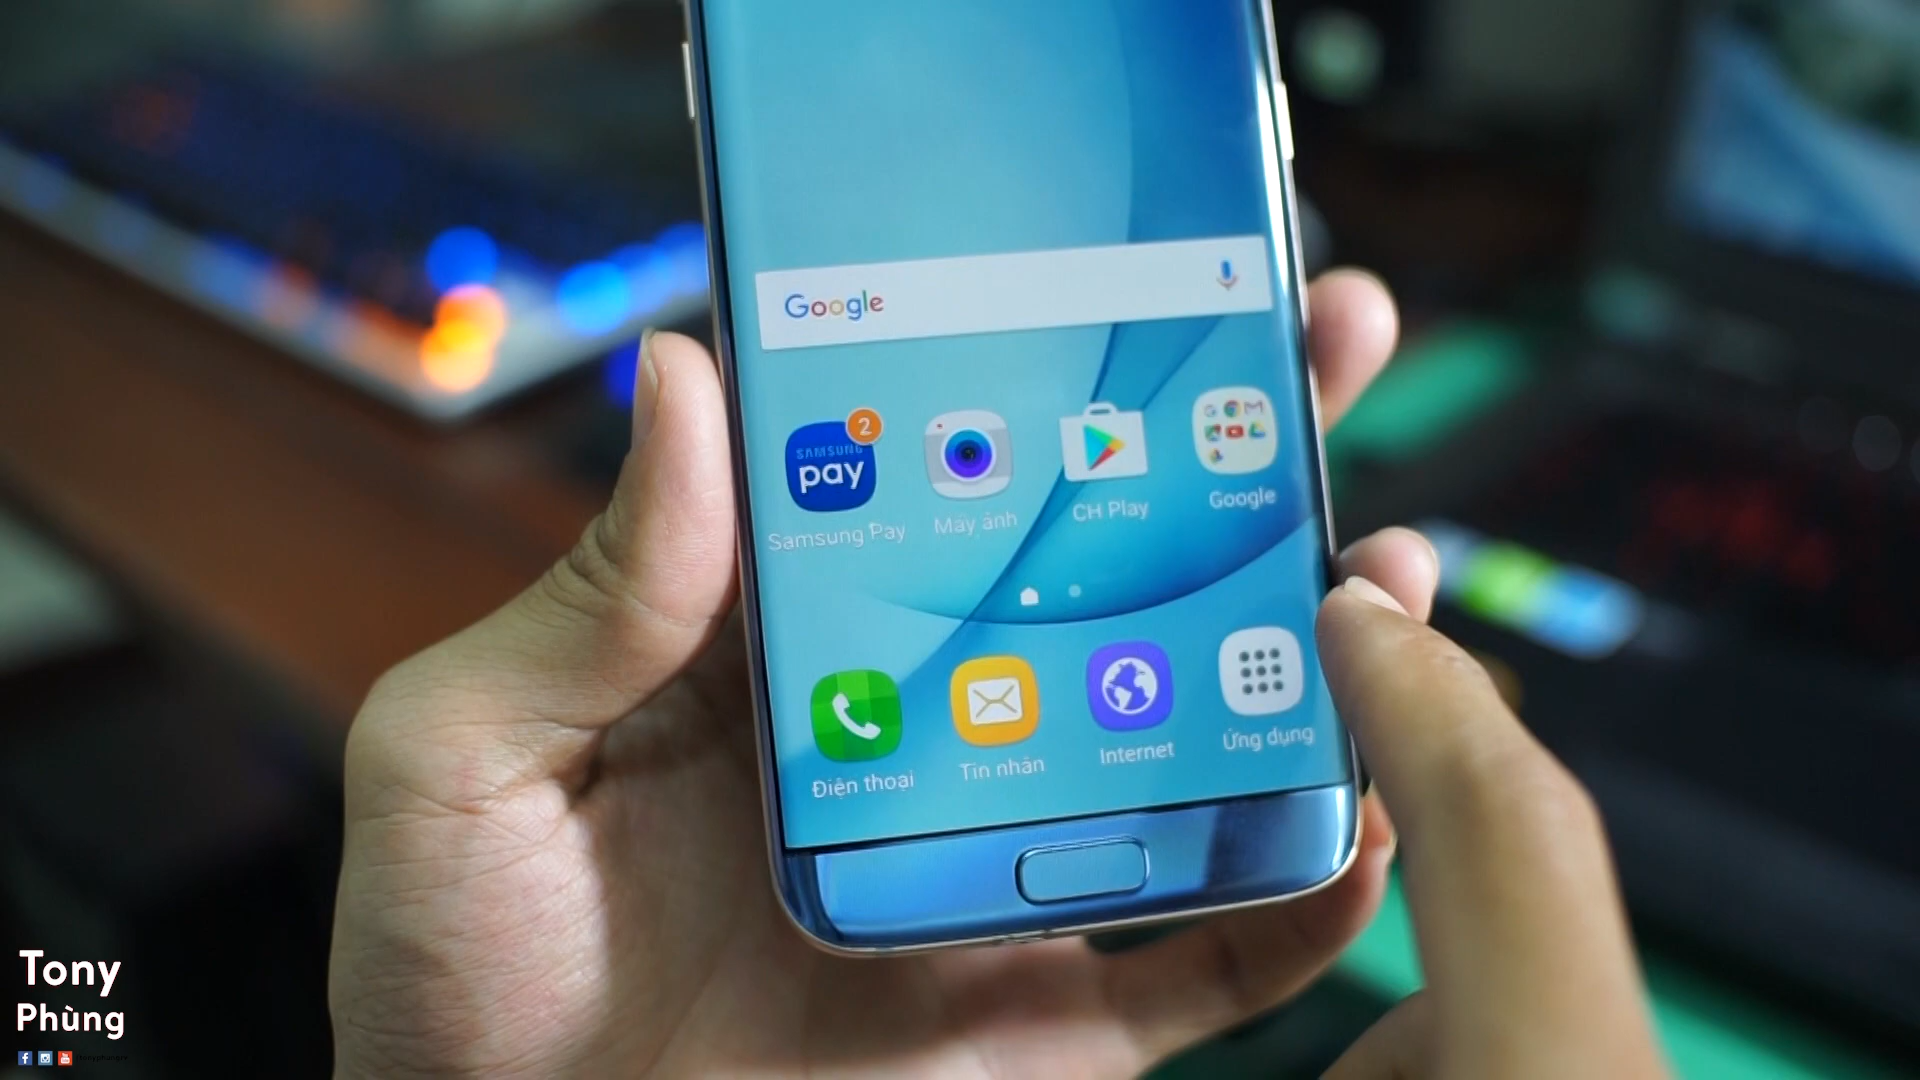 Google
2
SAMSUNG
pay
Samsung Pay
Máy ảnh
CH Play
Google
Điện thoại
Tin nhắn
Internet
Ứng dụng
Tony
Phùng